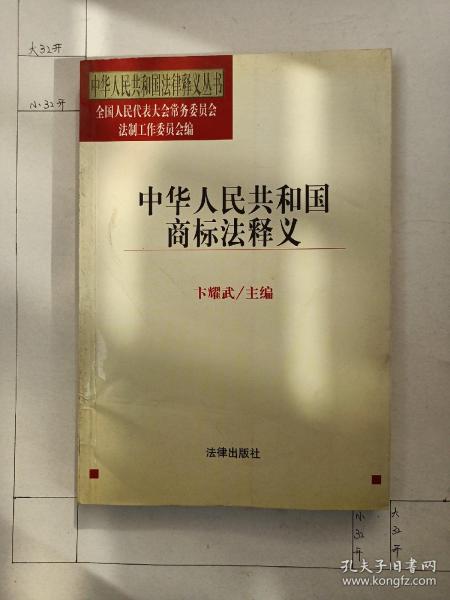 大32开
小32开
中华人民共和国法律释义丛书
全国人民代表大会常务委员会
法制工作委员会编
中华人民共和国
商标法释义
卞耀武/主编
法律出版社
小32开
大32开
孔夫子旧书网
www.kongfz.com